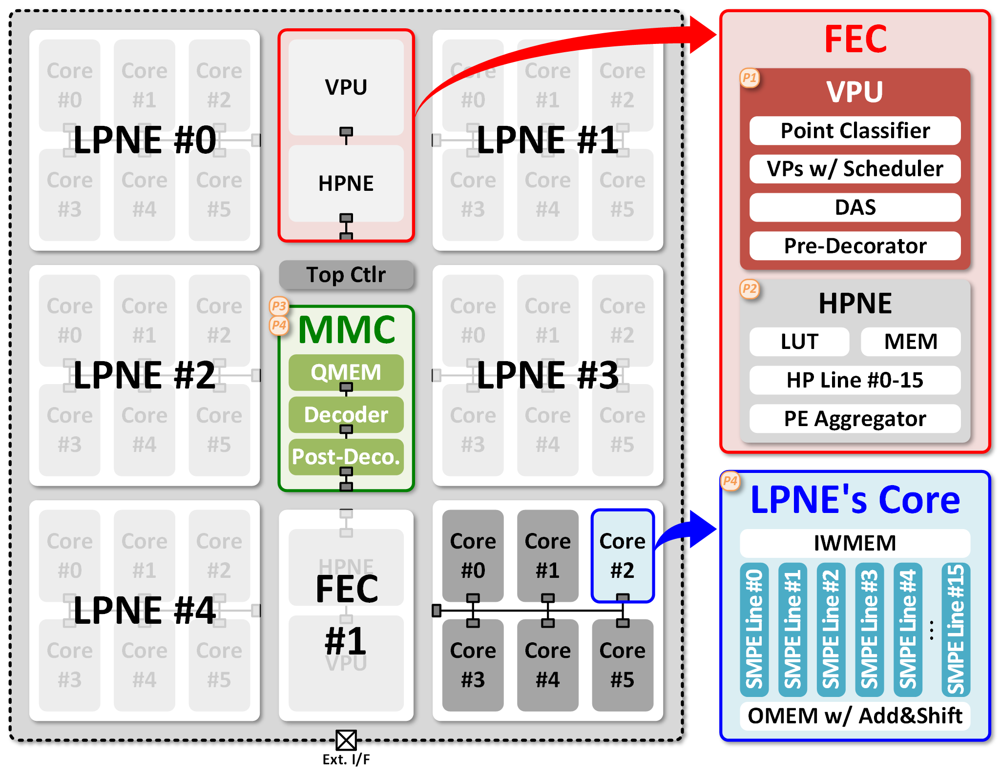 Core
#0
Core
#1
Core
#2
LPNE #0
Core
#3
Core
#4
Core
#5
VPU
HPNE
Core
#0
Core
#1
Core
#2
LPNE #1
Core
#3
Core
#4
Core
#5
Top Ctlr
Core
#0
Core
#1
Core
#2
LPNE #2
Core
#3
Core
#4
Core
#5
P3
P4
MMC
QMEM
Decoder
Post-Deco.
Core
#0
Core
#1
Core
#2
LPNE #3
Core
#3
Core
#4
Core
#5
Core
#0
Core
#1
Core
#2
LPNE #4
Core
#3
Core
#4
Core
#5
HPNE
FEC
#1
VPU
Core
#0
Core
#1
Core
#2
Core
#3
Core
#4
Core
#5
Ext. I/F
FEC
P1
VPU
Point Classifier
VPs w/ Scheduler
DAS
Pre-Decorator
P2
HPNE
LUT
MEM
HP Line #0-15
PE Aggregator
P4
LPNE's Core
IWMEM
SMPE Line #0
SMPE Line #1
SMPE Line #2
SMPE Line #3
SMPE Line #4
...
SMPE Line #15
OMEM w/ Add&Shift